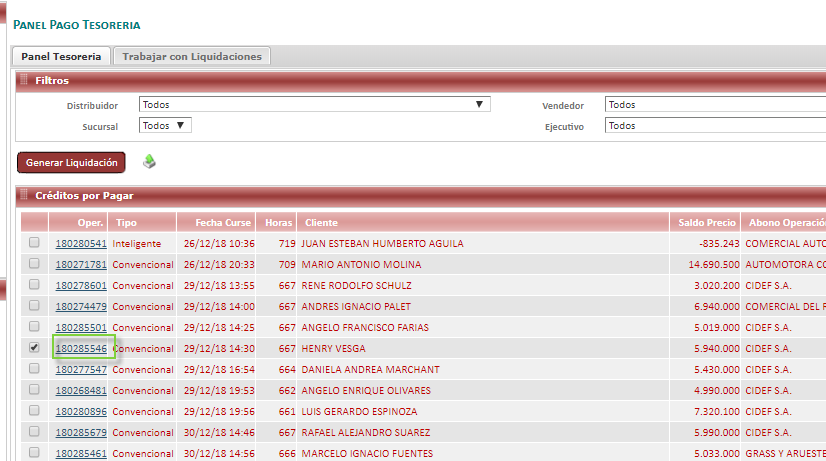 PANEL PAGO TESORERIA
Panel Tesoreria Trabajar con Liquidaciones
Filtros
Distribuidor Todos Vendedor Todos
Sucursal Todos Ejecutivo Todos
Generar Liquidación
Créditos por Pagar
Oper. Tipo Fecha Curse Horas Cliente Saldo Precio Abono Operació
180280541 Inteligente 26/12/18 10:36 719 JUAN ESTEBAN HUMBERTO AGUILA -835.243 COMERCIAL AUTO
180271781 Convencional 26/12/18 20:33 709 MARIO ANTONIO MOLINA 14.690.500 AUTOMOTORA CO
180278601 Convencional 29/12/18 13:55 667 RENE RODOLFO SCHULZ 3.020.200 CIDEF S.A.
180274479 Convencional 29/12/18 14:00 667 ANDRES IGNACIO PALET 6.940.000 COMERCIAL DEL R
180285501 Convencional 29/12/18 14:25 667 ANGELO FRANCISCO FARIAS 5.019.000 CIDEF S.A.
180285546 Convencional 29/12/18 14:30 667 HENRY VESGA 5.940.000 CIDEF S.A.
180277547 Convencional 29/12/18 16:54 664 DANIELA ANDREA MARCHANT 5.430.000 CIDEF S.A.
180268481 Convencional 29/12/18 19:53 662 ANGELO ENRIQUE OLIVARES 4.990.000 CIDEF S.A.
180280896 Convencional 29/12/18 19:56 661 LUIS GERARDO ESPINOZA 7.320.100 CIDEF S.A.
180285679 Convencional 30/12/18 14:46 667 RAFAEL ALEJANDRO SUAREZ 5.990.000 CIDEF S.A.
180285461 Convencional 30/12/18 14:56 666 MARCELO IGNACIO FUENTES 5.033.000 GRASS Y ARUESTE